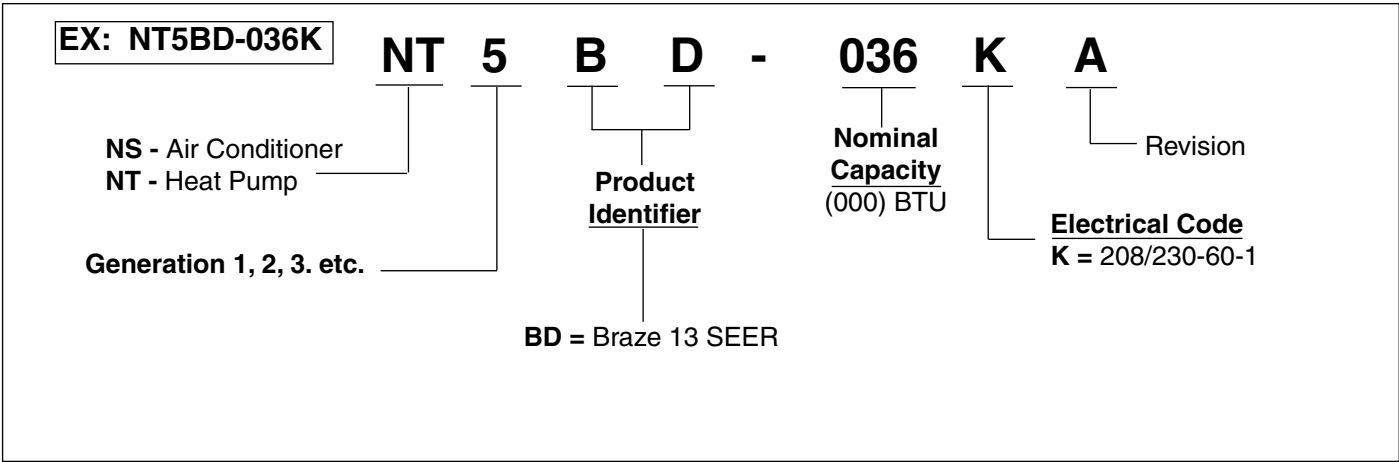 EX: NT5BD-036K
NT 5 B D - 036 K A
NS - Air Conditioner
NT - Heat Pump
Generation 1, 2, 3. etc.
Product
Identifier
BD = Braze 13 SEER
Nominal
Capacity
(000) BTU
Electrical Code
K = 208/230-60-1
Revision